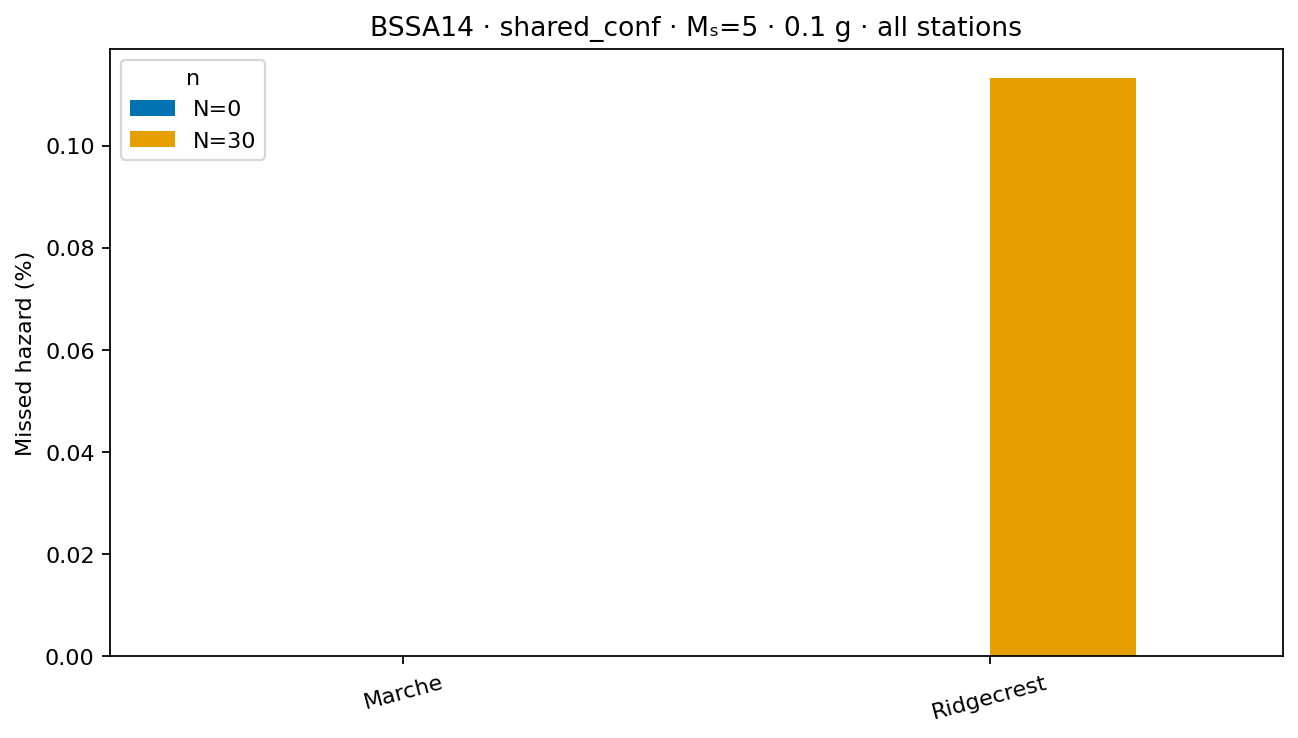 BSSA14 · shared_conf · Mₛ=5 · 0.1 g · all stations
n
N=0
N=30
Missed hazard (%)
0.10
0.08
0.06
0.04
0.02
0.00
Marche
Ridgecrest